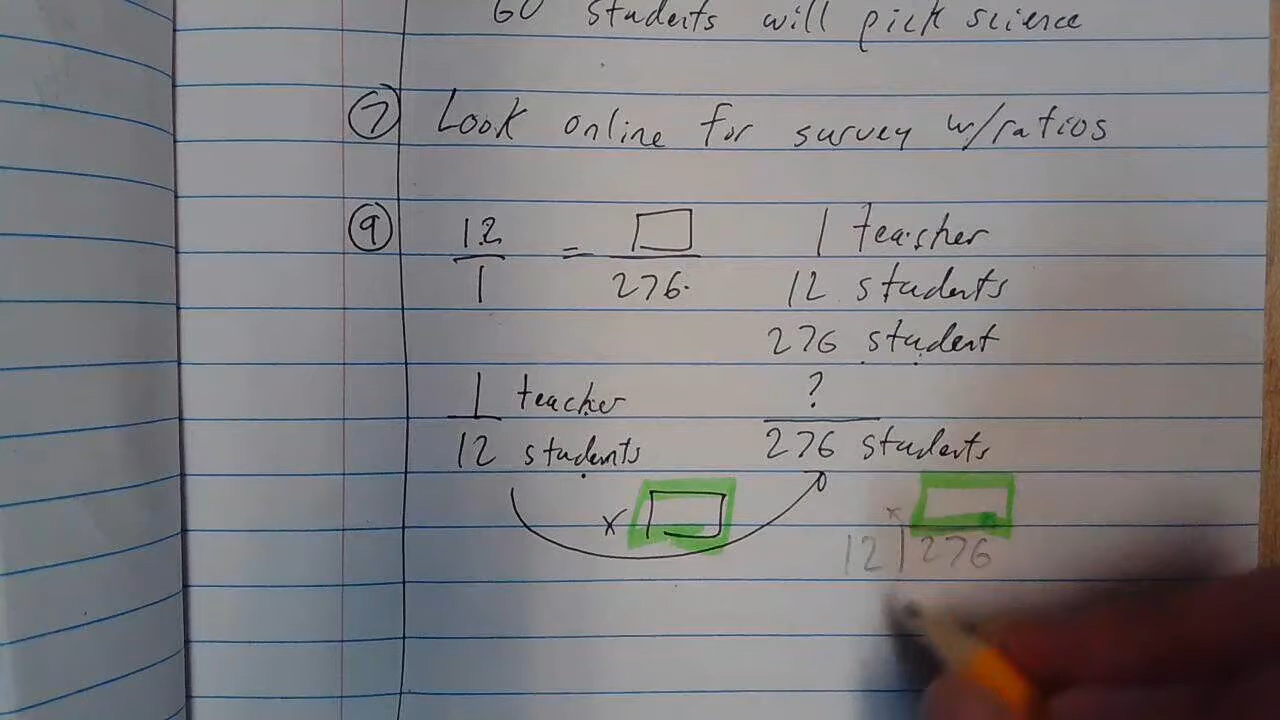 60 students will pick science
7 Look online for survey w/ratios
9 12/1 = □/276 1 teacher
12 students
276 student
1 teacher ?
12 students 276 students
x □
x
12 276